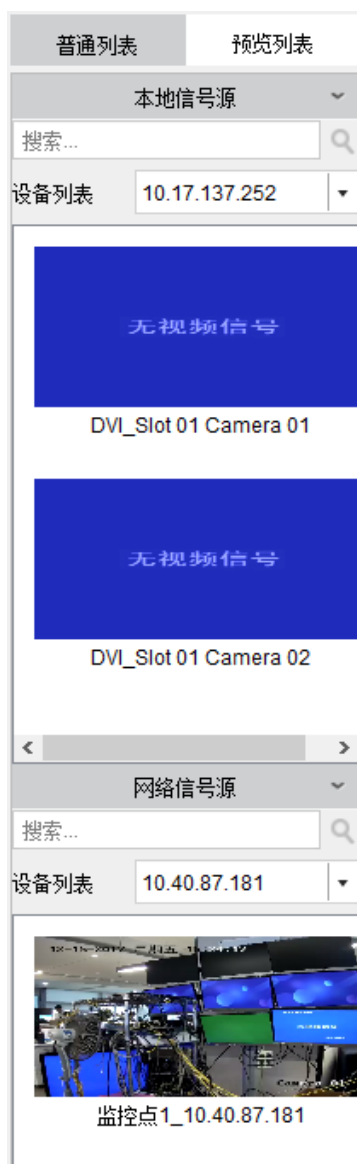 普通列表 预览列表
本地信号源
搜索...
设备列表 10.17.137.252
无视频信号
DVI_Slot 01 Camera 01
无视频信号
DVI_Slot 01 Camera 02
网络信号源
搜索...
设备列表 10.40.87.181
Camera 01
监控点1_10.40.87.181